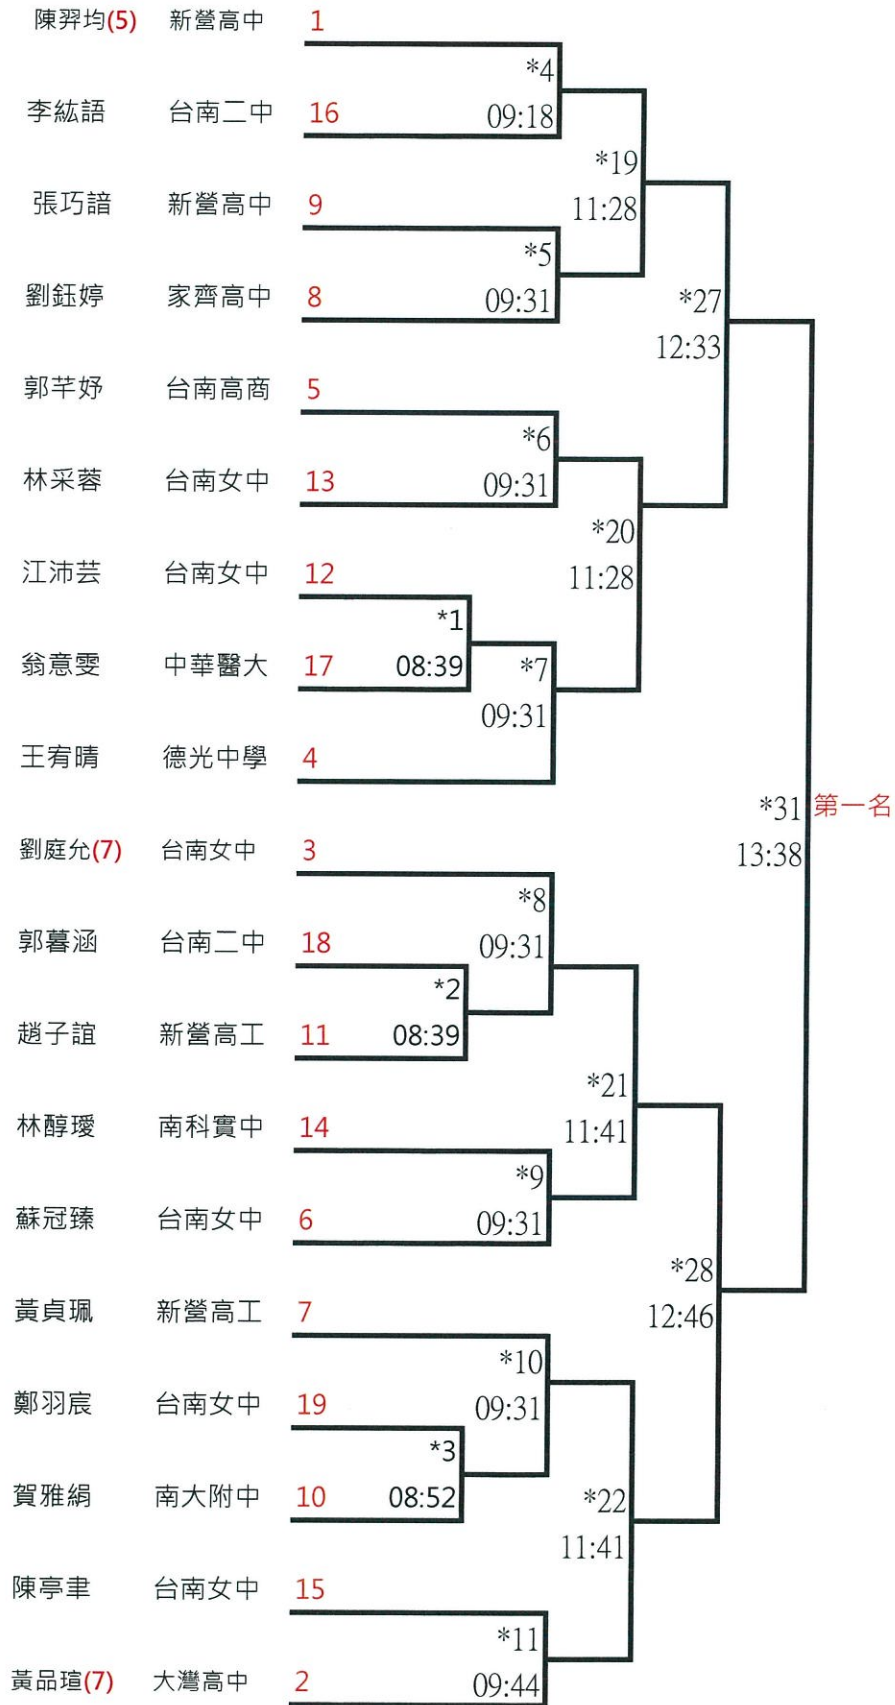 陳羿均(5) 新營高中 1
*4
李紘語 台南二中 16 09:18
*19
張巧諳 新營高中 9 11:28
*5
劉鈺婷 家齊高中 8 09:31 *27
12:33
郭芊妤 台南高商 5
*6
林采蓉 台南女中 13 09:31
*20
江沛芸 台南女中 12 11:28
*1
翁意雯 中華醫大 17 08:39 *7
09:31
王宥晴 德光中學 4
*31 第一名
劉庭允(7) 台南女中 3 13:38
*8
郭暮涵 台南二中 18 09:31
*2
趙子誼 新營高工 11 08:39
*21
林醇璦 南科實中 14 11:41
*9
蘇冠臻 台南女中 6 09:31
*28
黃貞珮 新營高工 7 12:46
*10
鄭羽宸 台南女中 19 09:31
*3
賀雅絹 南大附中 10 08:52 *22
11:41
陳亭聿 台南女中 15
*11
黃品瑄(7) 大灣高中 2 09:44